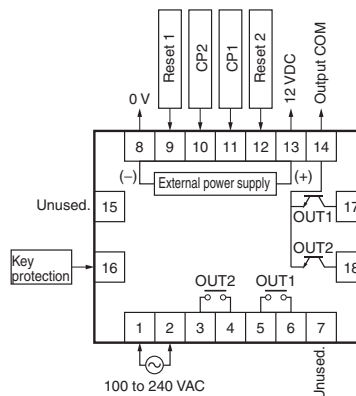 Reset 1
CP2
CP1
Reset 2
12 VDC
Output COM
0 V
8
9
10
11
12
13
14
(−)
External power supply
(+)
Unused.
15
OUT1
17
Key
protection
16
OUT2
18
OUT2
OUT1
1
2
3
4
5
6
7
100 to 240 VAC
Unused.